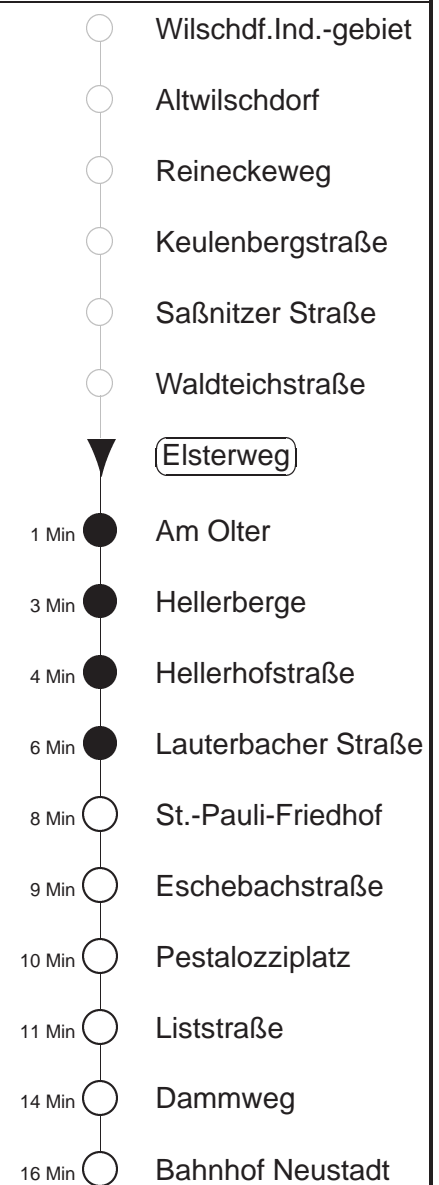 Wilschdf.Ind.-gebiet
Altwilschdorf
Reineckeweg
Keulenbergstraße
Saßnitzer Straße
Waldteichstraße
Elsterweg
1 Min Am Olter
3 Min Hellerberge
4 Min Hellerhofstraße
6 Min Lauterbacher Straße
8 Min St.-Pauli-Friedhof
9 Min Eschebachstraße
10 Min Pestalozziplatz
11 Min Liststraße
14 Min Dammweg
16 Min Bahnhof Neustadt